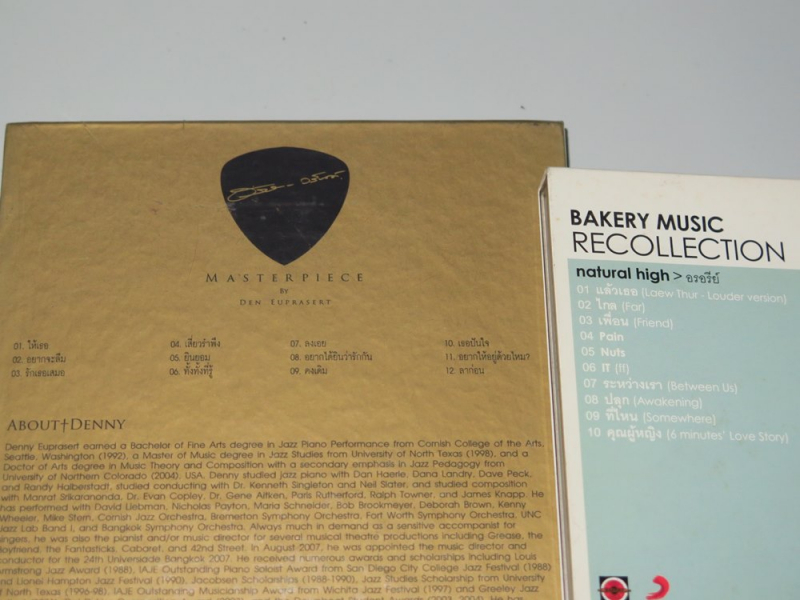 MASTERPIECE
BY
DEN EUPRASERT
01. ให้เธอ
02. อยากจะลืม
03. รักเธอเสมอ
04. เสี่ยวรำพึง
05. ยินยอม
06. ทั้งทั้งที่รู้
07. ลงเอย
08. อยากได้ยินว่ารักกัน
09. คงเดิม
10. เธอปันใจ
11. อยากให้อยู่ด้วยไหม?
12. ลาก่อน
ABOUT†DENNY
Denny Euprasert earned a Bachelor of Fine Arts degree in Jazz Piano Performance from Cornish College of the Arts,
Seattle, Washington (1992), a Master of Music degree in Jazz Studies from University of North Texas (1998), and a
Doctor of Arts degree in Music Theory and Composition with a secondary emphasis in Jazz Pedagogy from
University of Northern Colorado (2004), USA. Denny studied jazz piano with Dan Haerle, Dana Landry, Dave Peck,
and Randy Halberstadt, studied conducting with Dr. Kenneth Singleton and Neil Slater, and studied composition
with Manrat Srikaranonda, Dr. Evan Copley, Dr. Gene Aitken, Paris Rutherford, Ralph Towner, and James Knapp. He
has performed with David Liebman, Nicholas Payton, Maria Schneider, Bob Brookmeyer, Deborah Brown, Kenny
Wheeler, Mike Stern, Cornish Jazz Orchestra, Bremerton Symphony Orchestra, Fort Worth Symphony Orchestra, UNC
Jazz Lab Band I, and Bangkok Symphony Orchestra. Always much in demand as a sensitive accompanist for
singers, he was also the pianist and/or music director for several musical theatre productions including Grease, the
Boyfriend, the Fantasticks, Cabaret, and 42nd Street. In August 2007, he was appointed the music director and
conductor for the 24th Universiade Bangkok 2007. He received numerous awards and scholarships including Louis
Armstrong Jazz Award (1988), IAJE Outstanding Piano Soloist Award from San Diego City College Jazz Festival (1988)
and Lionel Hampton Jazz Festival (1990), Jacobsen Scholarships (1988-1990), Jazz Studies Scholarship from University
of North Texas (1996-98), IAJE Outstanding Musicianship Award from Wichita Jazz Festival (1997) and Greeley Jazz
BAKERY MUSIC
RECOLLECTION
natural high > อรอรีย์
01 แล้วเธอ (Laew Thur - Louder version)
02 ไกล (Far)
03 เพื่อน (Friend)
04 Pain
05 Nuts
06 IT (If)
07 ระหว่างเรา (Between Us)
08 ปลุก (Awakening)
09 ที่ไหน (Somewhere)
10 คุณผู้หญิง (6 minutes' Love Story)